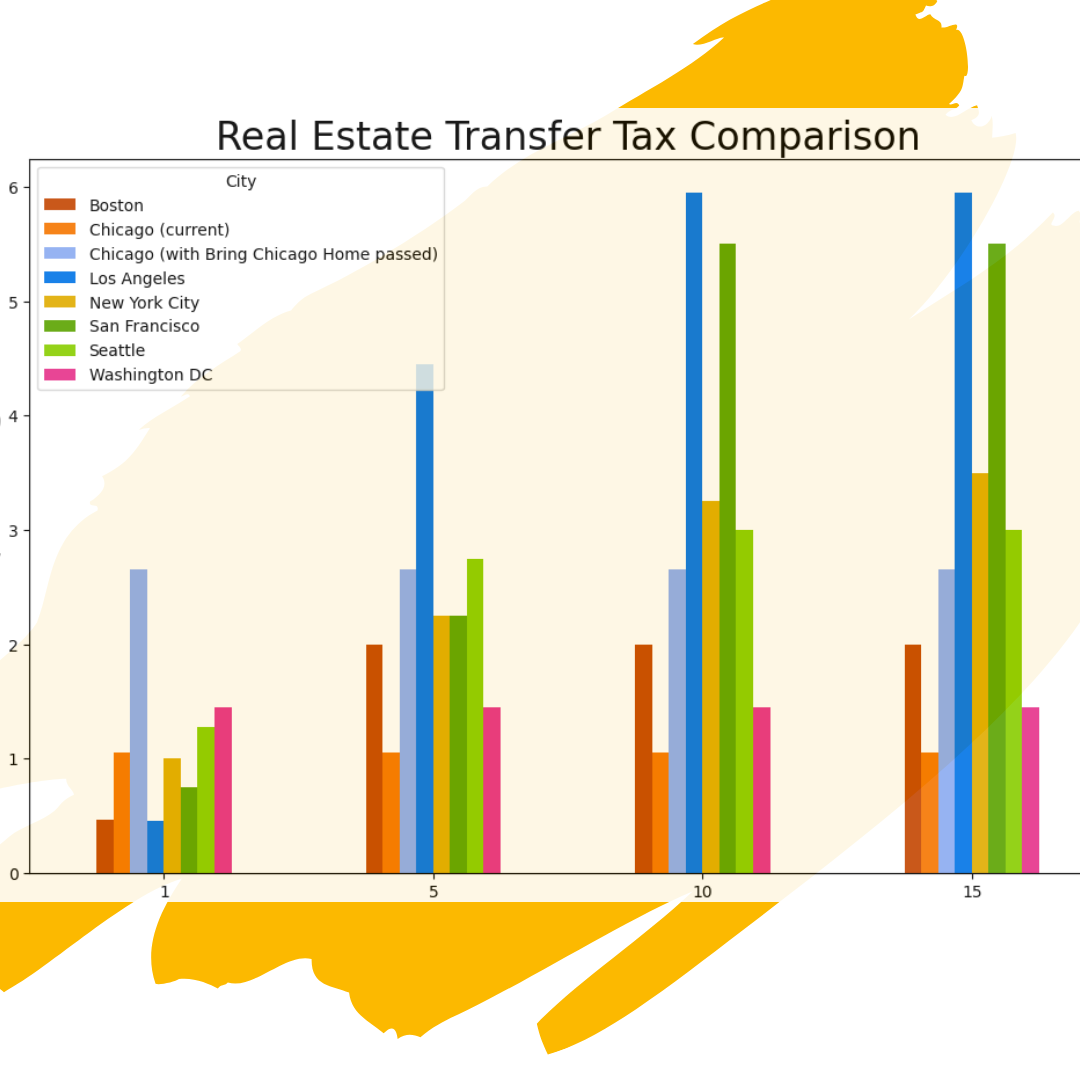 Real Estate Transfer Tax Comparison
City
Boston
Chicago (current)
Chicago (with Bring Chicago Home passed)
Los Angeles
New York City
San Francisco
Seattle
Washington DC
6
5
4
3
2
1
0
1 5 10 15